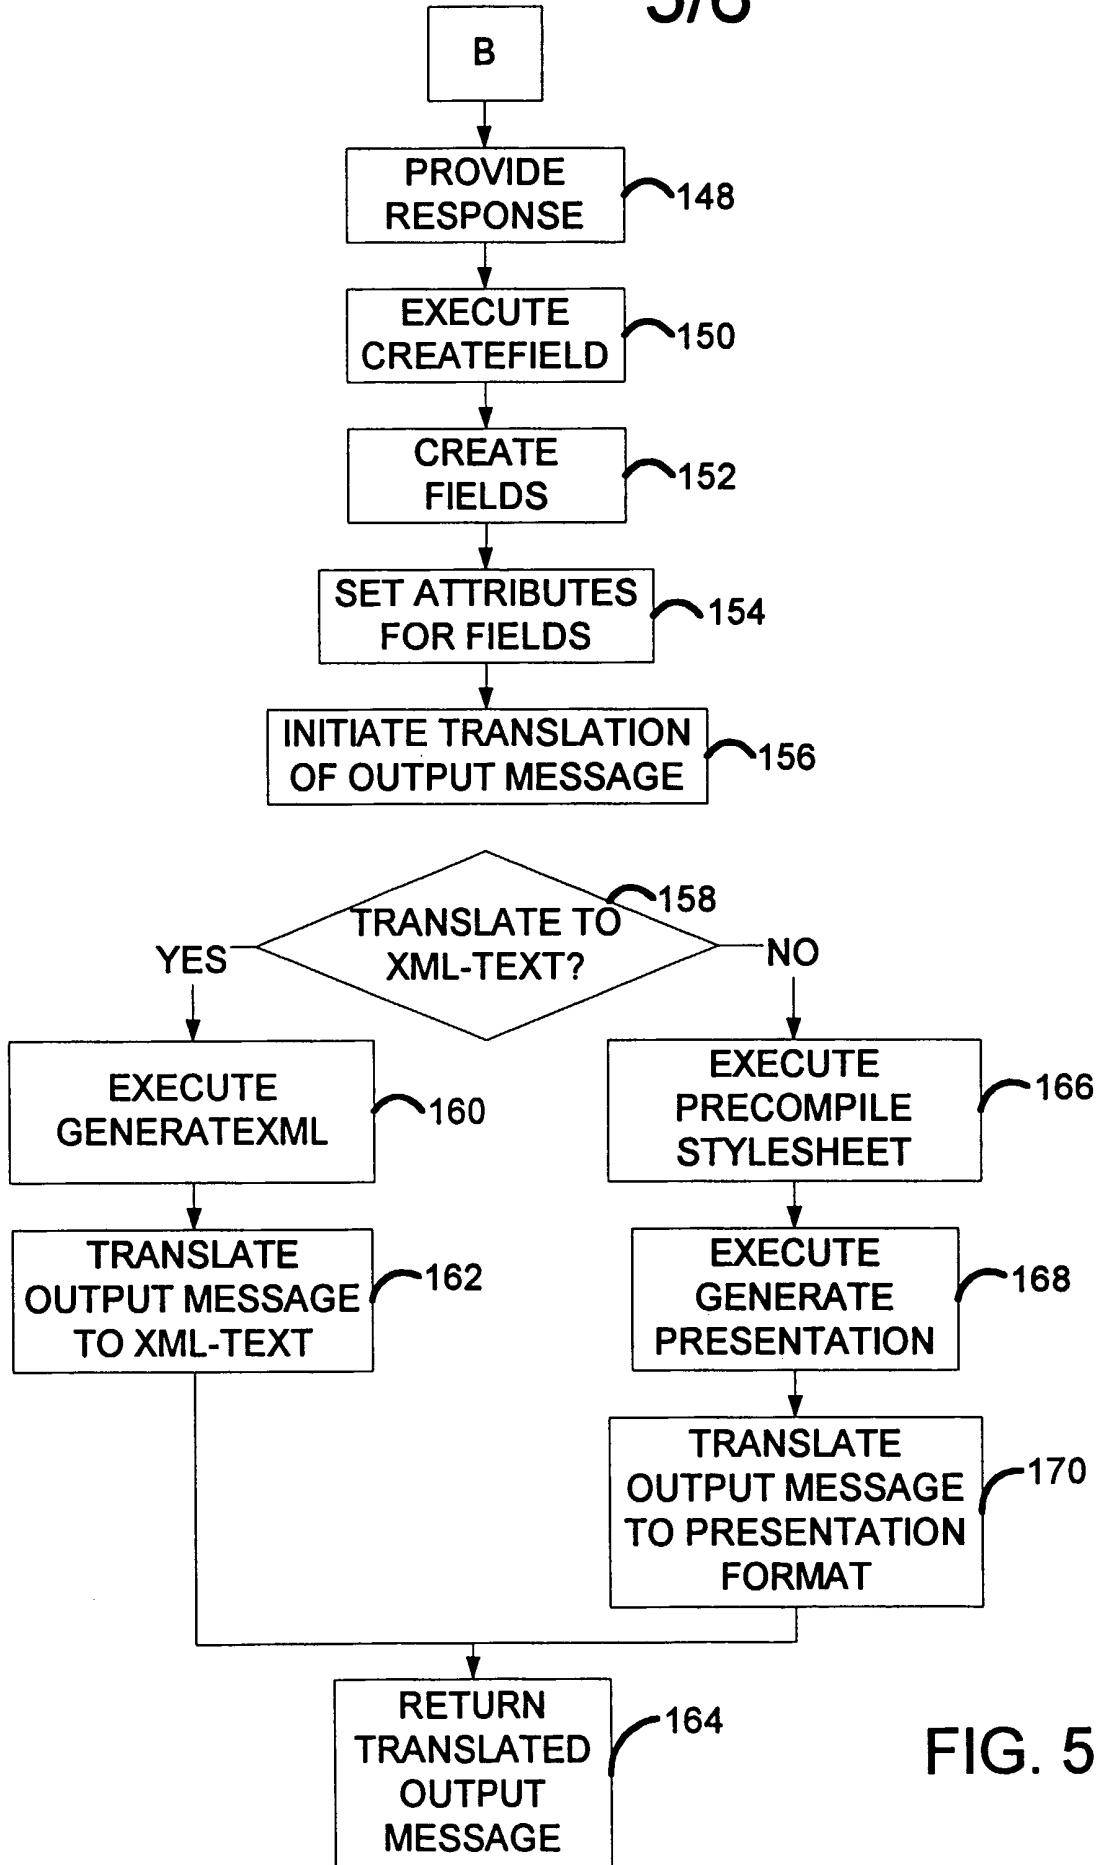 B
PROVIDE
RESPONSE
148
EXECUTE
CREATEFIELD
150
CREATE
FIELDS
152
SET ATTRIBUTES
FOR FIELDS
154
INITIATE TRANSLATION
OF OUTPUT MESSAGE
156
158
TRANSLATE TO
XML-TEXT?
YES
NO
EXECUTE
GENERATEXML
160
EXECUTE
PRECOMPILE
STYLESHEET
166
TRANSLATE
OUTPUT MESSAGE
TO XML-TEXT
162
EXECUTE
GENERATE
PRESENTATION
168
TRANSLATE
OUTPUT MESSAGE
TO PRESENTATION
FORMAT
170
RETURN
TRANSLATED
OUTPUT
MESSAGE
164
FIG. 5